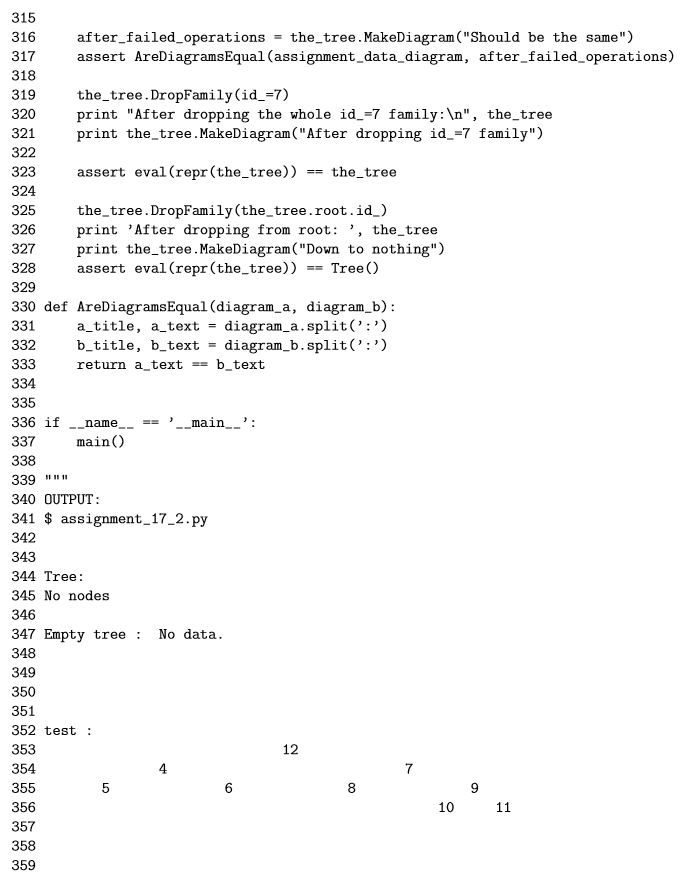 315
316     after_failed_operations = the_tree.MakeDiagram("Should be the same")
317     assert AreDiagramsEqual(assignment_data_diagram, after_failed_operations)
318
319     the_tree.DropFamily(id_=7)
320     print "After dropping the whole id_=7 family:\n", the_tree
321     print the_tree.MakeDiagram("After dropping id_=7 family")
322
323     assert eval(repr(the_tree)) == the_tree
324
325     the_tree.DropFamily(the_tree.root.id_)
326     print 'After dropping from root: ', the_tree
327     print the_tree.MakeDiagram("Down to nothing")
328     assert eval(repr(the_tree)) == Tree()
329
330 def AreDiagramsEqual(diagram_a, diagram_b):
331     a_title, a_text = diagram_a.split(':')
332     b_title, b_text = diagram_b.split(':')
333     return a_text == b_text
334
335
336 if __name__ == '__main__':
337     main()
338
339 """
340 OUTPUT:
341 $ assignment_17_2.py
342
343
344 Tree:
345 No nodes
346
347 Empty tree :  No data.
348
349
350
351
352 test :
353                              12
354               4                             7
355        5              6              8              9
356                                                10     11
357
358
359